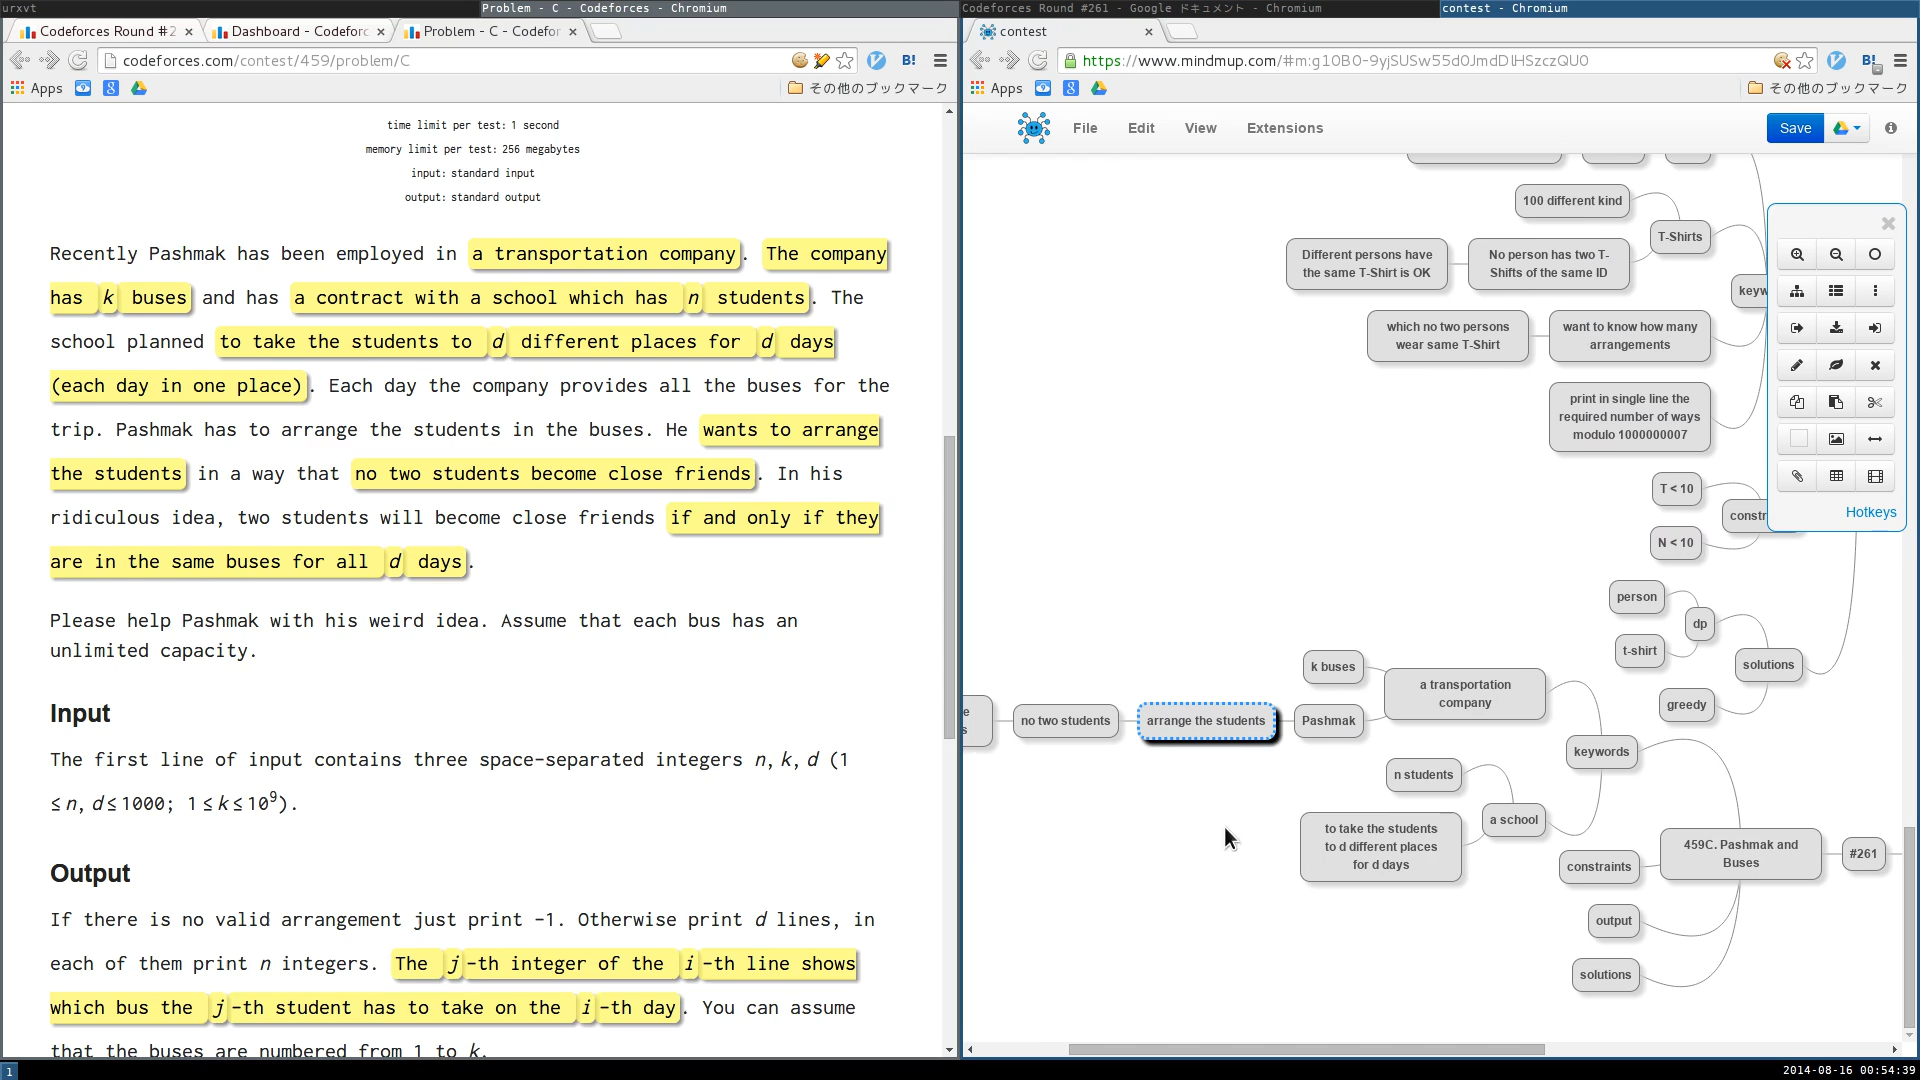 urxvt
Problem - C - Codeforces - Chromium
Codeforces Round #261 - Google ドキュメント - Chromium
contest - Chromium
Codeforces Round #2
Dashboard - Codeforc
Problem - C - Codefor
contest
codeforces.com/contest/459/problem/C
B!
Apps
その他のブックマーク
Apps
その他のブックマーク
time limit per test: 1 second
memory limit per test: 256 megabytes
input: standard input
output: standard output
Recently Pashmak has been employed in a transportation company. The company
has k buses and has a contract with a school which has n students. The
school planned to take the students to d different places for d days
(each day in one place). Each day the company provides all the buses for the
trip. Pashmak has to arrange the students in the buses. He wants to arrange
the students in a way that no two students become close friends. In his
ridiculous idea, two students will become close friends if and only if they
are in the same buses for all d days.
Please help Pashmak with his weird idea. Assume that each bus has an
unlimited capacity.
Input
The first line of input contains three space-separated integers n, k, d (1
≤ n, d ≤ 1000; 1 ≤ k ≤ 10⁹).
Output
If there is no valid arrangement just print -1. Otherwise print d lines, in
each of them print n integers. The j-th integer of the i-th line shows
which bus the j-th student has to take on the i-th day. You can assume
that the buses are numbered from 1 to k.
File
Edit
View
Extensions
Save
100 different kind
T-Shirts
Different persons have
the same T-Shirt is OK
No person has two T-
Shifts of the same ID
keyw
which no two persons
wear same T-Shirt
want to know how many
arrangements
print in single line the
required number of ways
modulo 1000000007
T < 10
constr
N < 10
Hotkeys
person
dp
t-shirt
solutions
greedy
k buses
a transportation
company
e
s
no two students
arrange the students
Pashmak
keywords
n students
a school
to take the students
to d different places
for d days
459C. Pashmak and
Buses
#261
constraints
output
solutions
1
2014-08-16 00:54:39